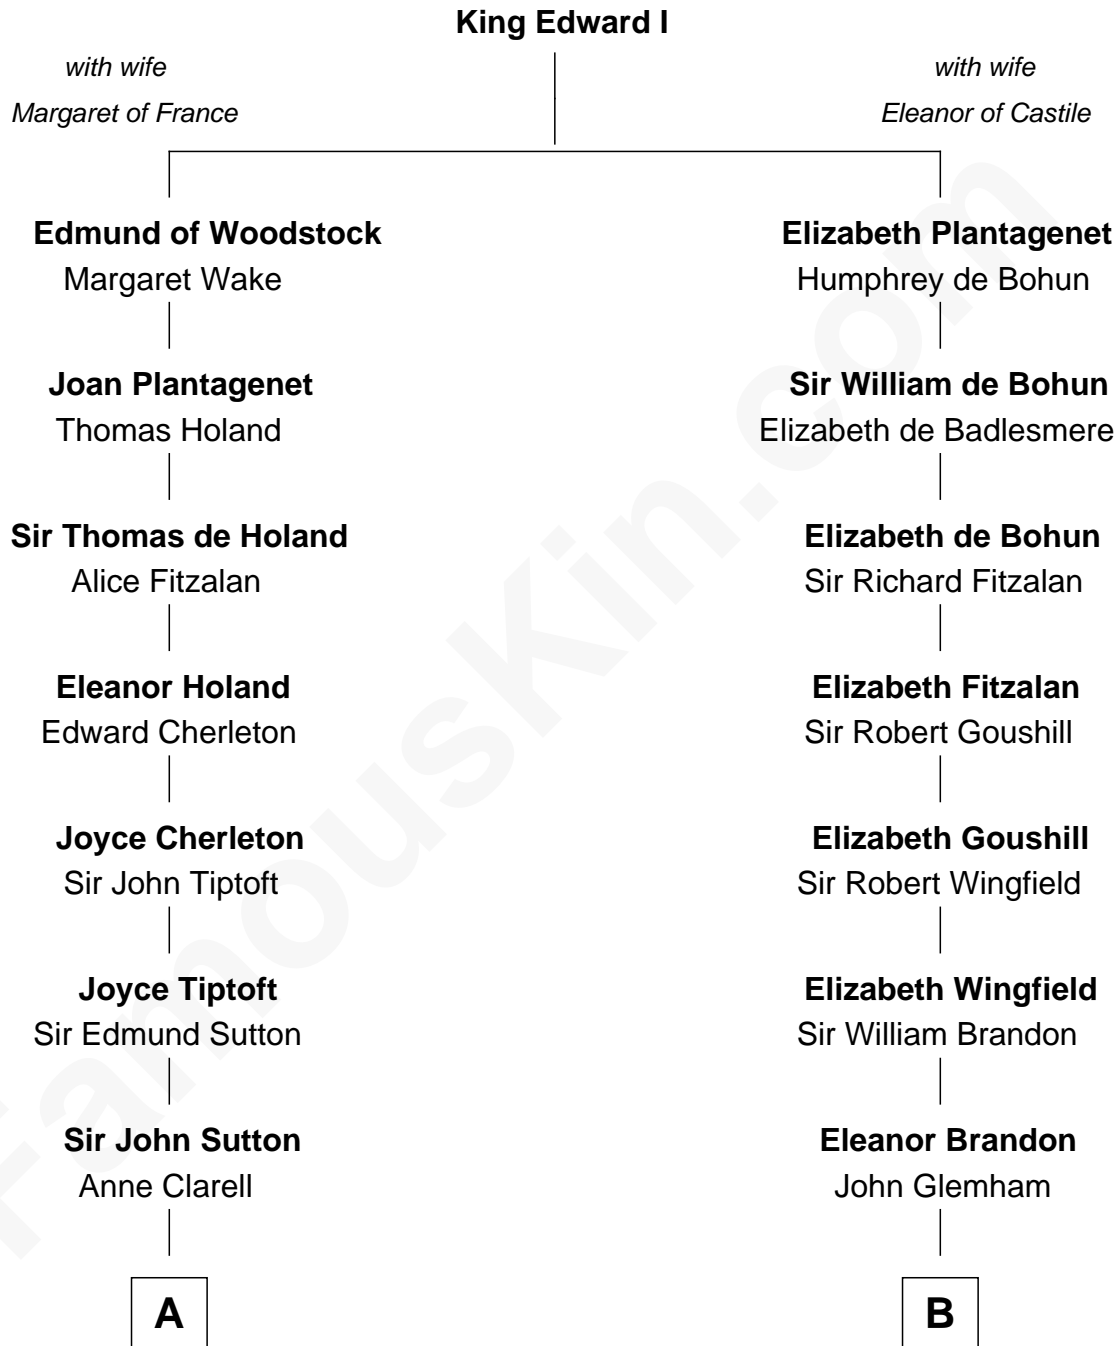 King Edward I
with wife
Margaret of France
with wife
Eleanor of Castile
Edmund of Woodstock
Margaret Wake
Elizabeth Plantagenet
Humphrey de Bohun
Joan Plantagenet
Thomas Holand
Sir William de Bohun
Elizabeth de Badlesmere
Sir Thomas de Holand
Alice Fitzalan
Elizabeth de Bohun
Sir Richard Fitzalan
Eleanor Holand
Edward Cherleton
Elizabeth Fitzalan
Sir Robert Goushill
Joyce Cherleton
Sir John Tiptoft
Elizabeth Goushill
Sir Robert Wingfield
Joyce Tiptoft
Sir Edmund Sutton
Elizabeth Wingfield
Sir William Brandon
Sir John Sutton
Anne Clarell
Eleanor Brandon
John Glemham
A
B
FamousKin.com